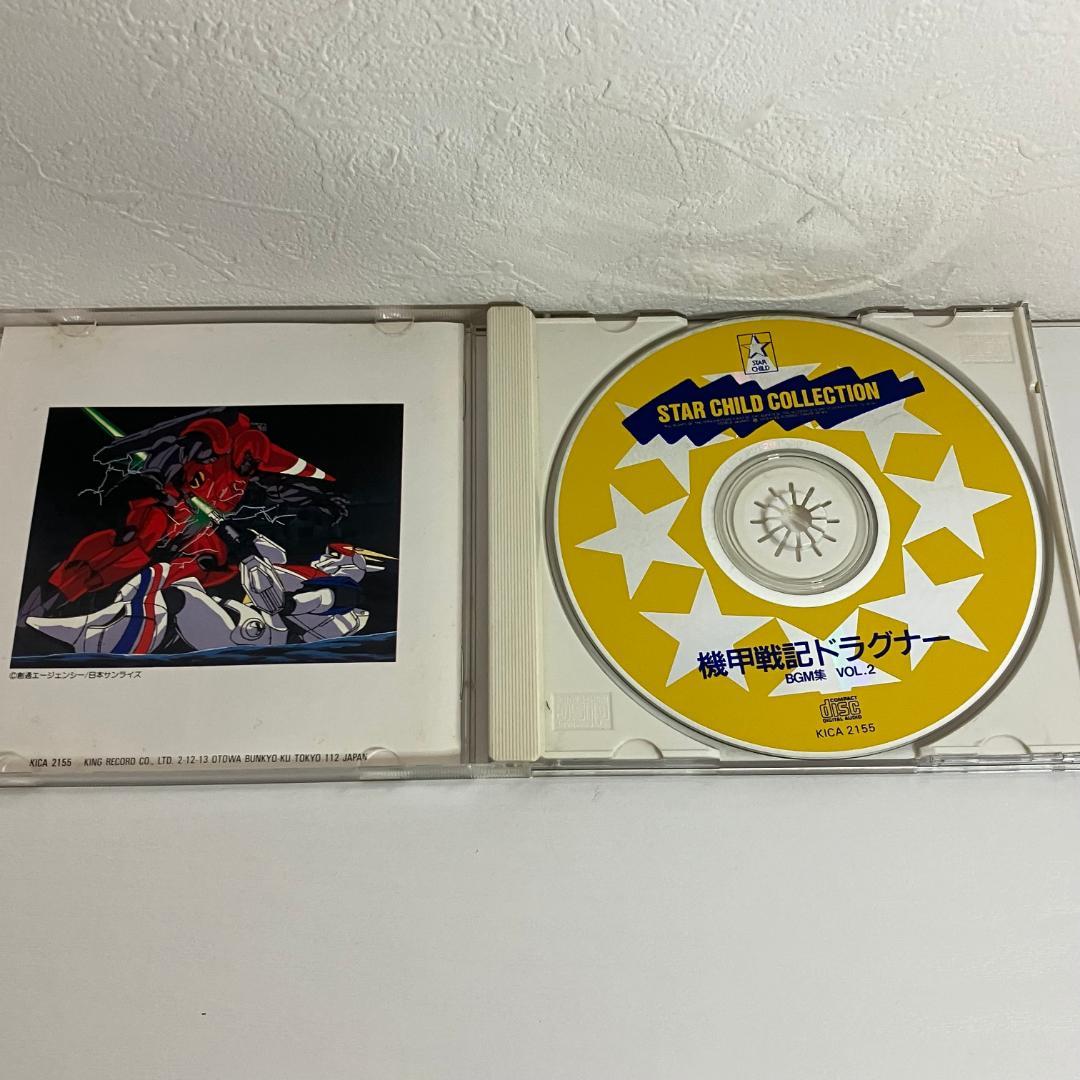 ©創通エージェンシー/日本サンライズ
KICA 2155 KING RECORD CO., LTD. 2-12-13 OTOWA BUNKYO-KU TOKYO 112 JAPAN
STAR
CHILD
STAR CHILD COLLECTION
機甲戦記ドラグナー
BGM集 VOL.2
COMPACT
disc
DIGITAL AUDIO
KICA 2155